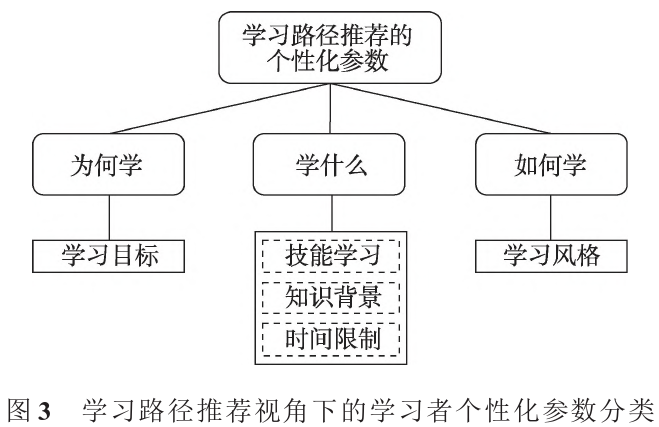 学习路径推荐的
个性化参数
为何学
学什么
如何学
学习目标
技能学习
学习风格
知识背景
时间限制
图3 学习路径推荐视角下的学习者个性化参数分类